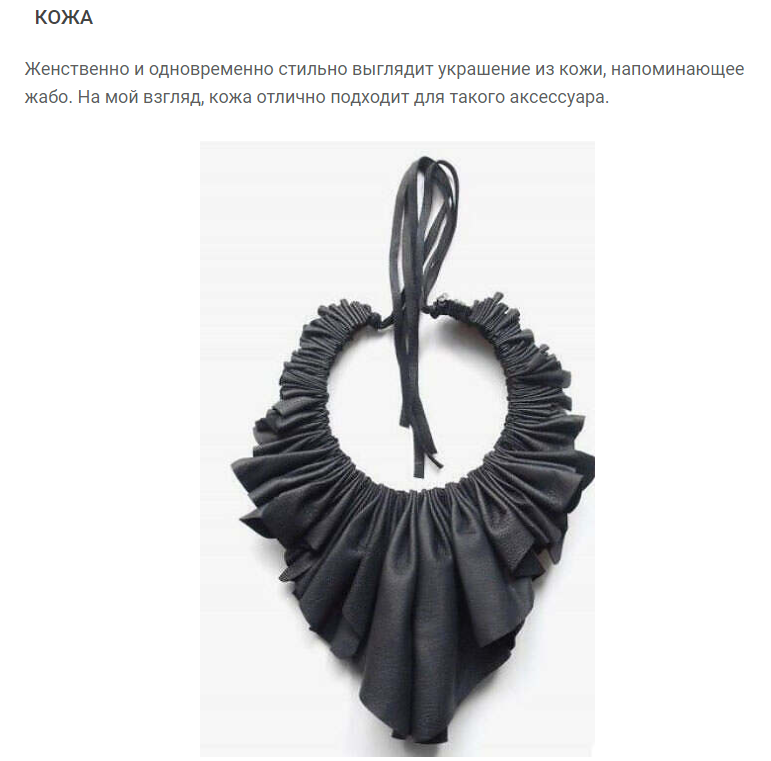 КОЖА
Женственно и одновременно стильно выглядит украшение из кожи, напоминающее
жабо. На мой взгляд, кожа отлично подходит для такого аксессуара.